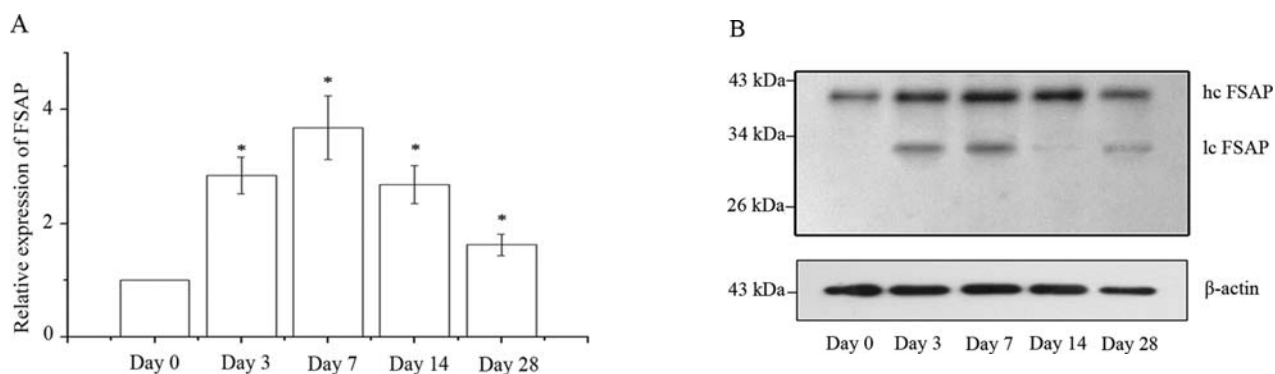 A
Relative expression of FSAP
4
2
0
*
*
*
*
Day 0 Day 3 Day 7 Day 14 Day 28
B
43 kDa
34 kDa
26 kDa
hc FSAP
lc FSAP
43 kDa
β-actin
Day 0 Day 3 Day 7 Day 14 Day 28